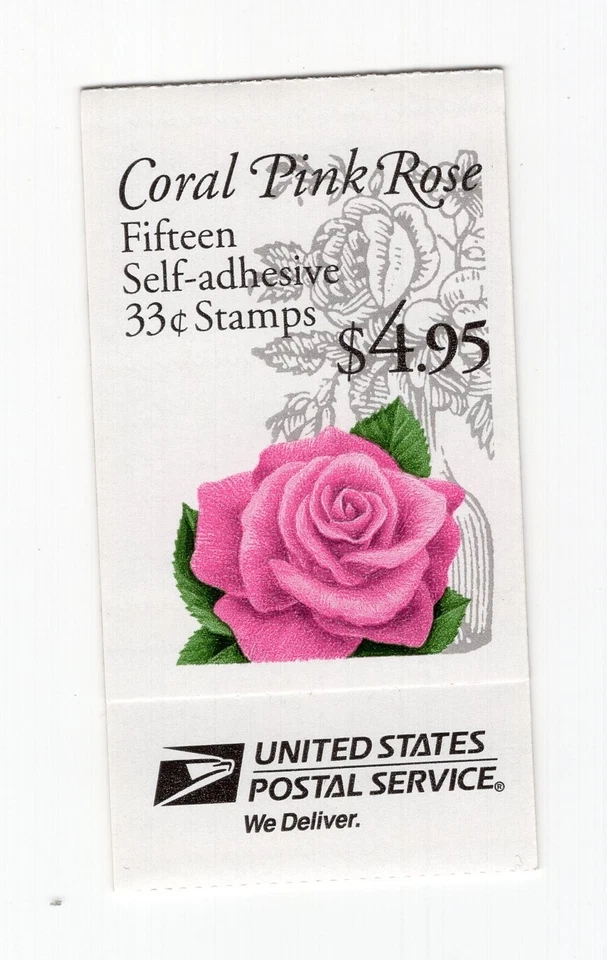 Coral Pink Rose
Fifteen
Self-adhesive
33¢ Stamps
$4.95
UNITED STATES
POSTAL SERVICE®
We Deliver.